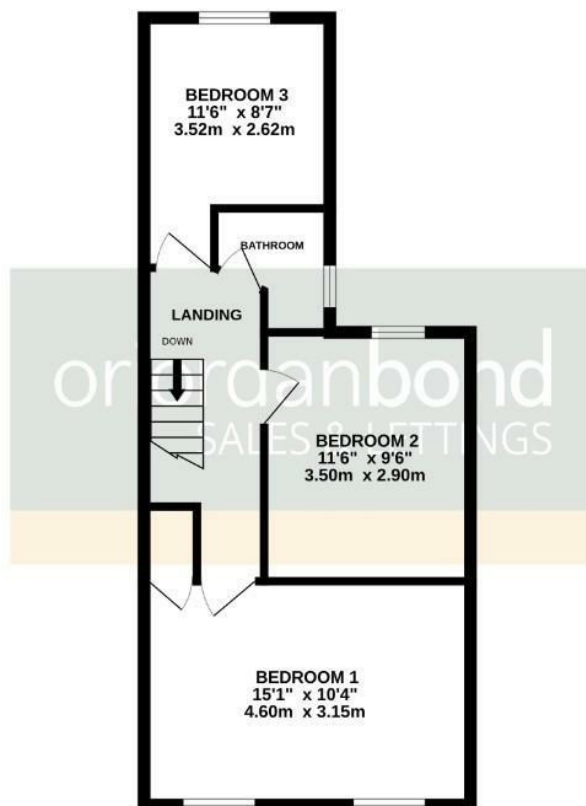 BEDROOM 3
11'6" x 8'7"
3.52m x 2.62m
BATHROOM
LANDING
DOWN
oriordanbond
SALES & LETTINGS
BEDROOM 2
11'6" x 9'6"
3.50m x 2.90m
BEDROOM 1
15'1" x 10'4"
4.60m x 3.15m